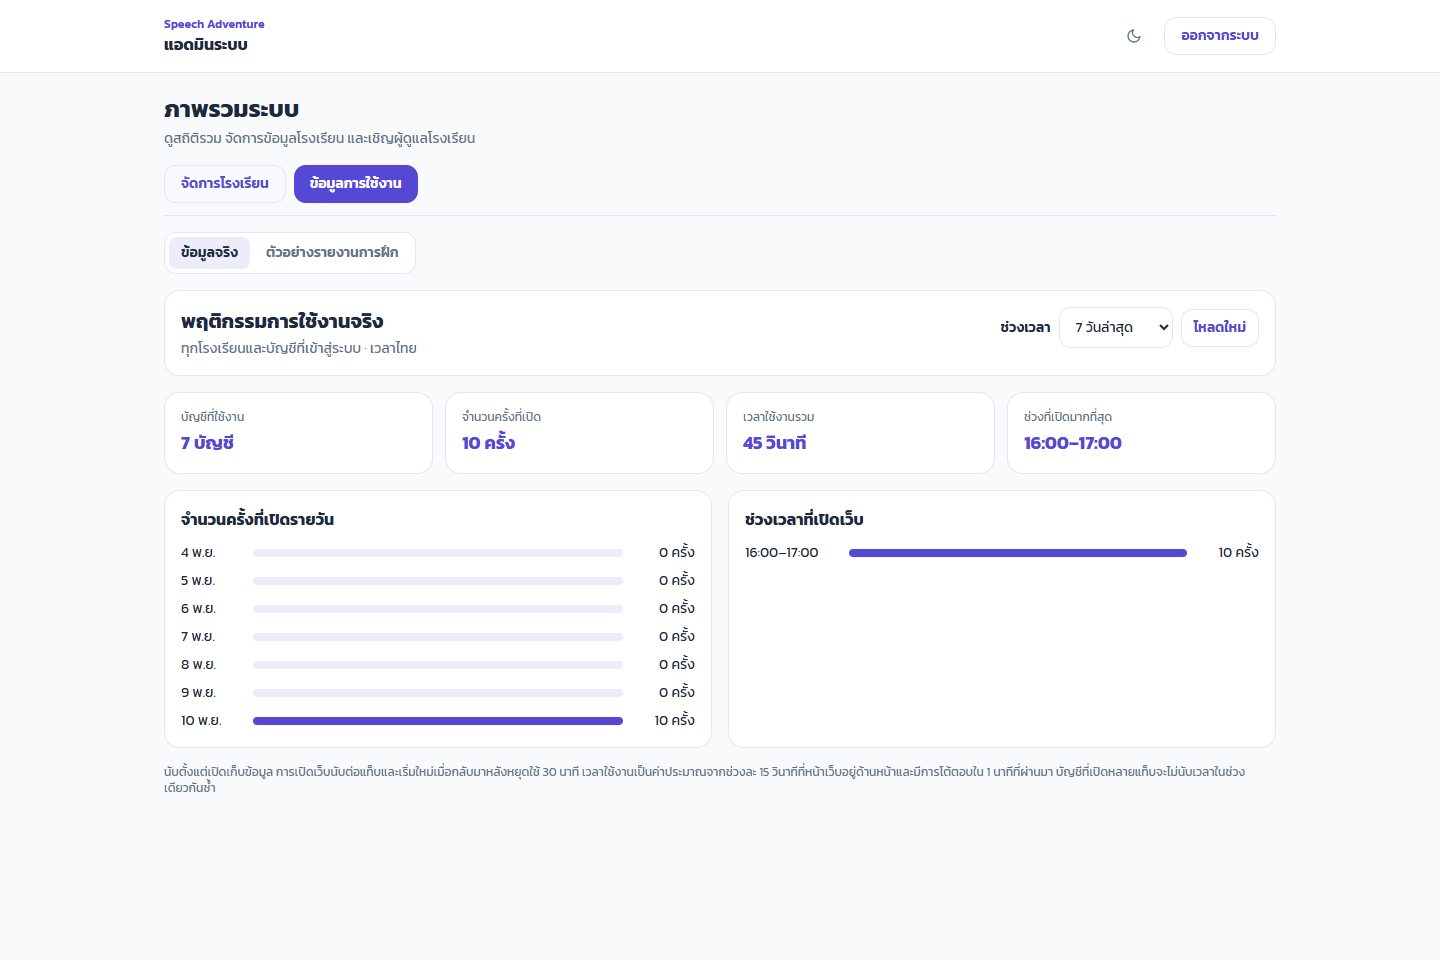 Speech Adventure
แอดมินระบบ
ออกจากระบบ
ภาพรวมระบบ
ดูสถิติรวม จัดการข้อมูลโรงเรียน และเชิญผู้ดูแลโรงเรียน
จัดการโรงเรียน
ข้อมูลการใช้งาน
ข้อมูลจริง
ตัวอย่างรายงานการฝึก
พฤติกรรมการใช้งานจริง
ทุกโรงเรียนและบัญชีที่เข้าสู่ระบบ · เวลาไทย
ช่วงเวลา
7 วันล่าสุด
โหลดใหม่
บัญชีที่ใช้งาน
7 บัญชี
จำนวนครั้งที่เปิด
10 ครั้ง
เวลาใช้งานรวม
45 วินาที
ช่วงที่เปิดมากที่สุด
16:00–17:00
จำนวนครั้งที่เปิดรายวัน
4 พ.ย. 0 ครั้ง
5 พ.ย. 0 ครั้ง
6 พ.ย. 0 ครั้ง
7 พ.ย. 0 ครั้ง
8 พ.ย. 0 ครั้ง
9 พ.ย. 0 ครั้ง
10 พ.ย. 10 ครั้ง
ช่วงเวลาที่เปิดเว็บ
16:00–17:00 10 ครั้ง
นับตั้งแต่เปิดเก็บข้อมูล การเปิดเว็บนับต่อแท็บและเริ่มใหม่เมื่อกลับมาหลังหยุดใช้ 30 นาที เวลาใช้งานเป็นค่าประมาณจากช่วงละ 15 วินาทีที่หน้าเว็บอยู่ด้านหน้าและมีการโต้ตอบใน 1 นาทีที่ผ่านมา บัญชีที่เปิดหลายแท็บจะไม่นับเวลาในช่วง
เดียวกันซ้ำ